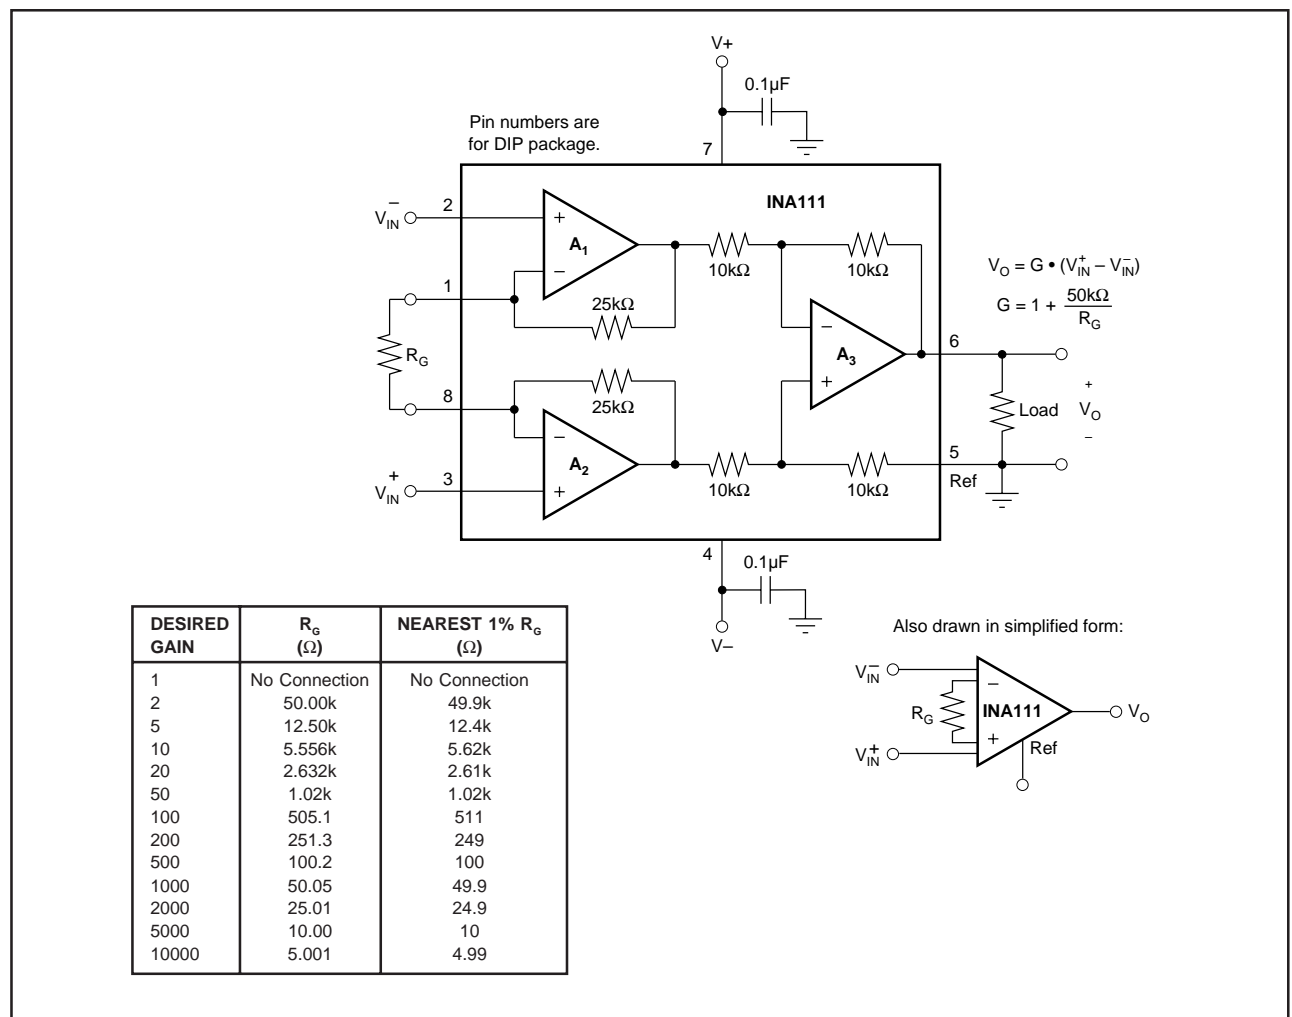 V+
0.1µF
Pin numbers are
for DIP package.
7
INA111
V⁻IN
2
+
A1
–
10kΩ
10kΩ
VO = G • (V⁺IN – V⁻IN)
G = 1 + 50kΩ / RG
1
25kΩ
RG
–
A3
+
6
8
25kΩ
–
A2
+
Load
+
VO
–
V⁺IN
3
10kΩ
10kΩ
5
Ref
4
0.1µF
V–
DESIRED GAIN | RG (Ω) | NEAREST 1% RG (Ω)
1 | No Connection | No Connection
2 | 50.00k | 49.9k
5 | 12.50k | 12.4k
10 | 5.556k | 5.62k
20 | 2.632k | 2.61k
50 | 1.02k | 1.02k
100 | 505.1 | 511
200 | 251.3 | 249
500 | 100.2 | 100
1000 | 50.05 | 49.9
2000 | 25.01 | 24.9
5000 | 10.00 | 10
10000 | 5.001 | 4.99
Also drawn in simplified form:
V⁻IN
–
RG
INA111
VO
+
V⁺IN
Ref